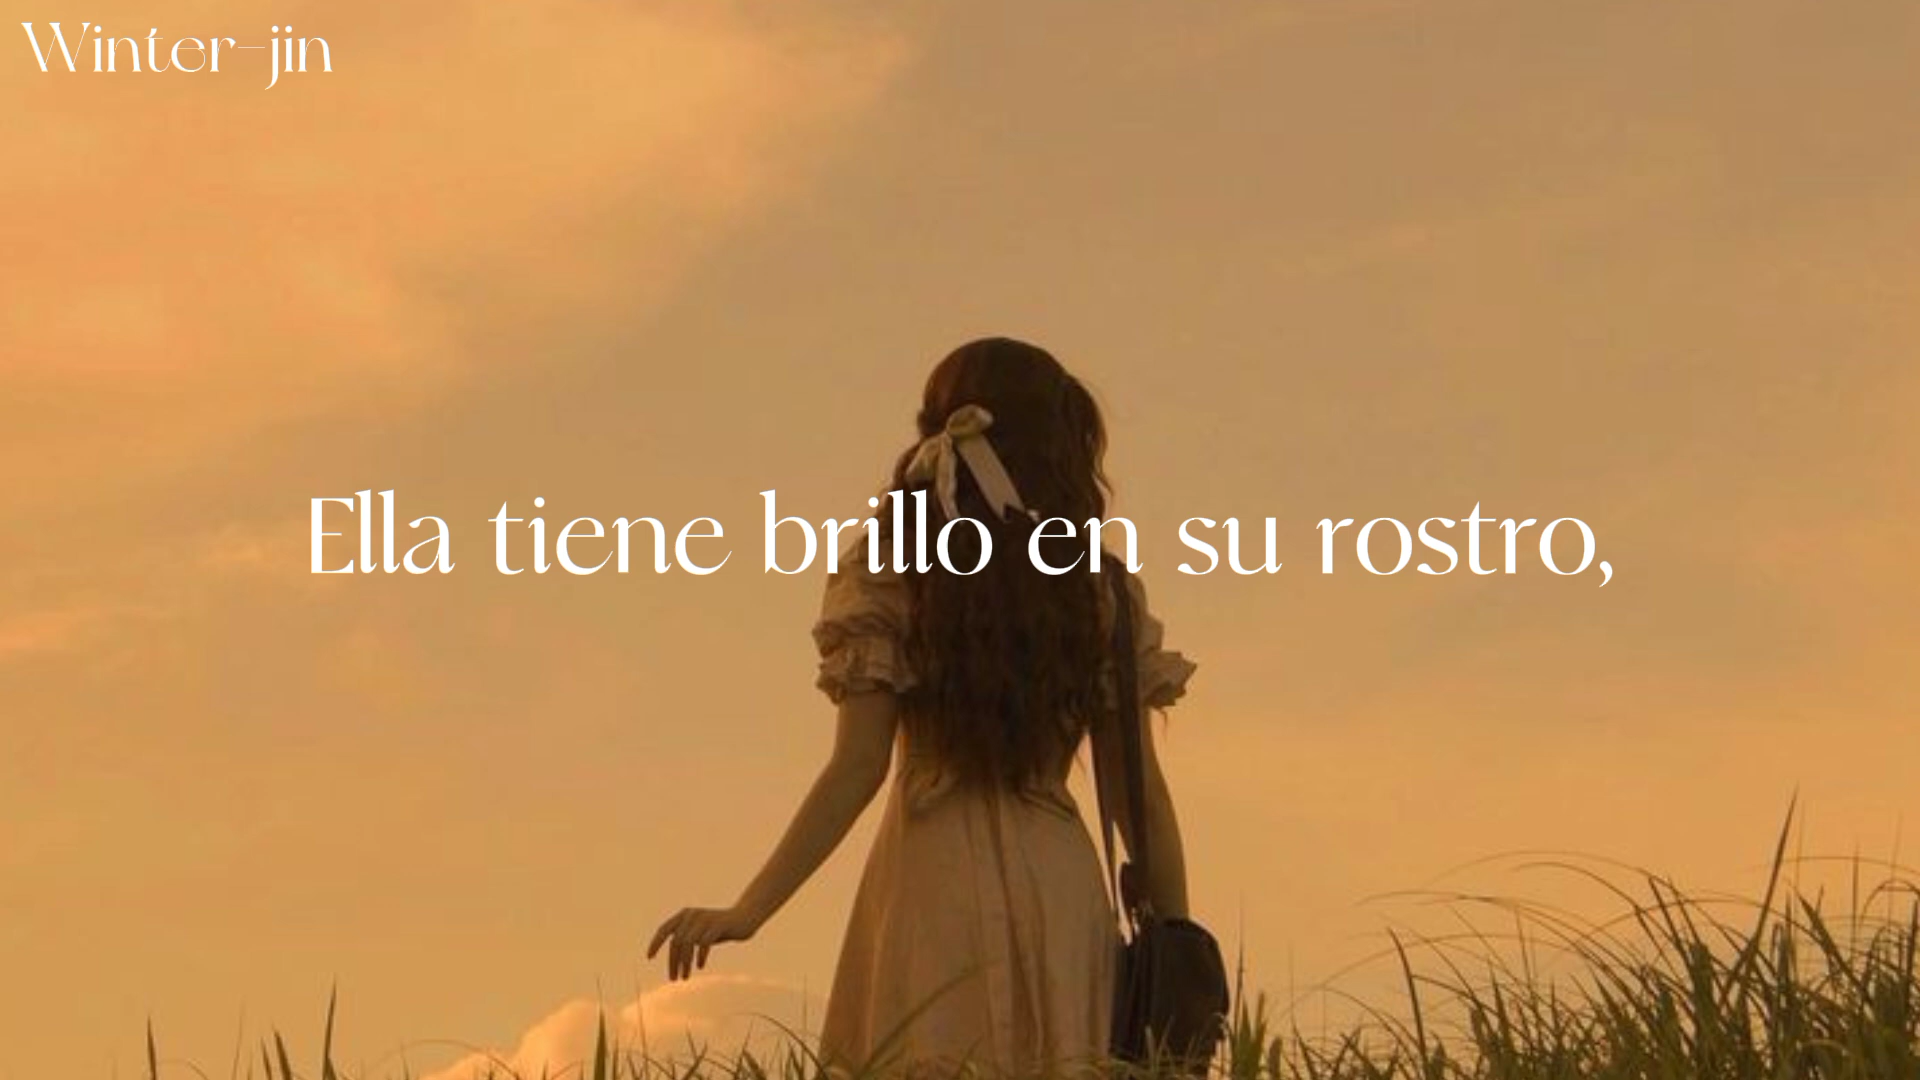 Winter-jin
Ella tiene brillo en su rostro,